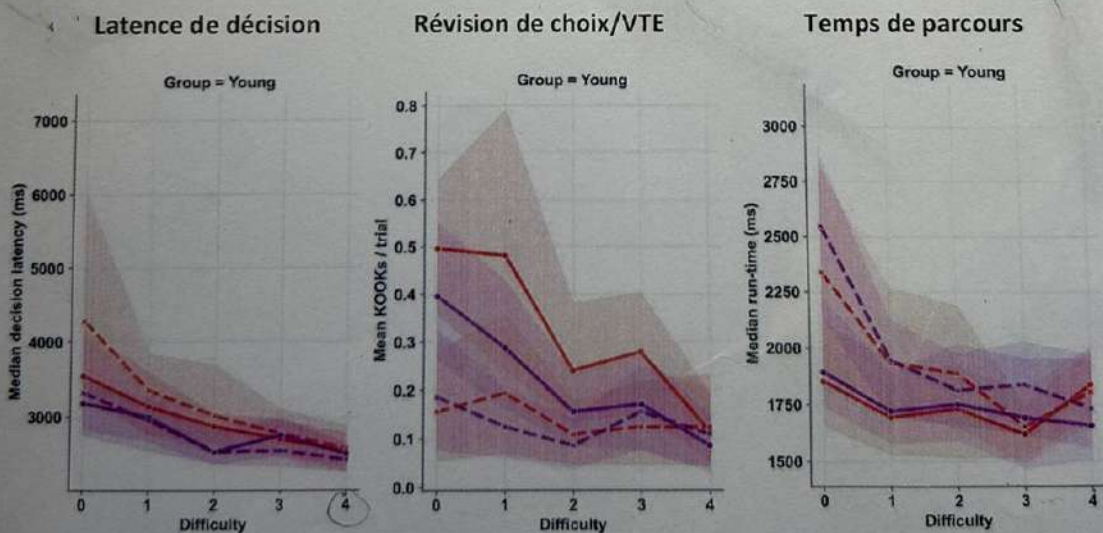 Latence de décision
Révision de choix/VTE
Temps de parcours
Group = Young
Group = Young
Group = Young
Median decision latency (ms)
7000
6000
5000
4000
3000
0 1 2 3 4
Difficulty
Mean KOOKs / trial
0.8
0.7
0.6
0.5
0.4
0.3
0.2
0.1
0.0
0 1 2 3 4
Difficulty
Median run-time (ms)
3000
2750
2500
2250
2000
1750
1500
0 1 2 3 4
Difficulty